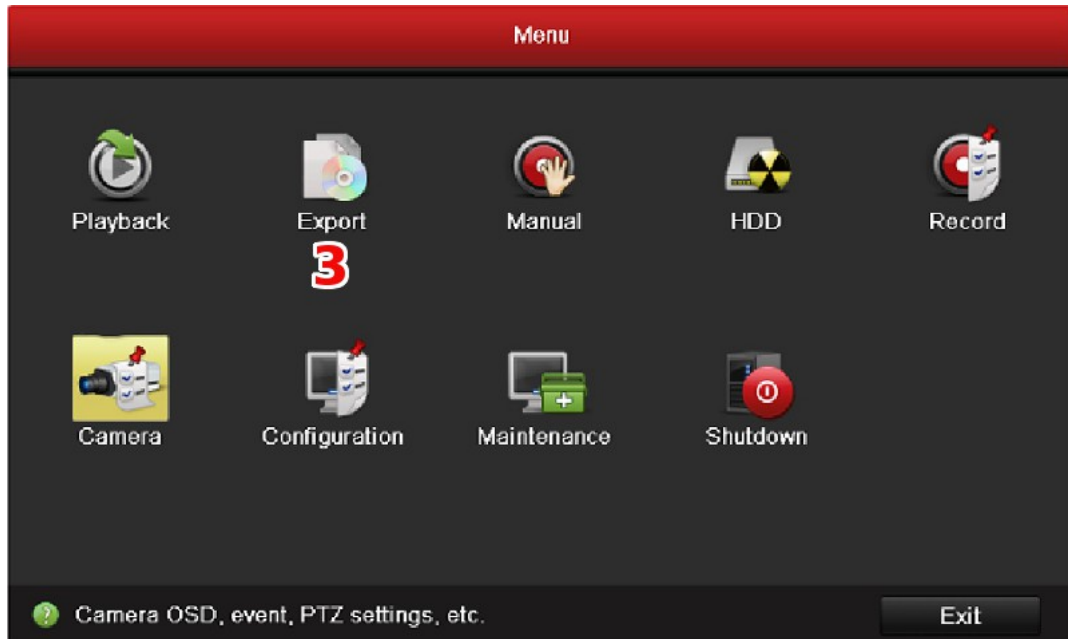 Menu
Playback Export Manual HDD Record
3
Camera Configuration Maintenance Shutdown
Camera OSD, event, PTZ settings, etc. Exit